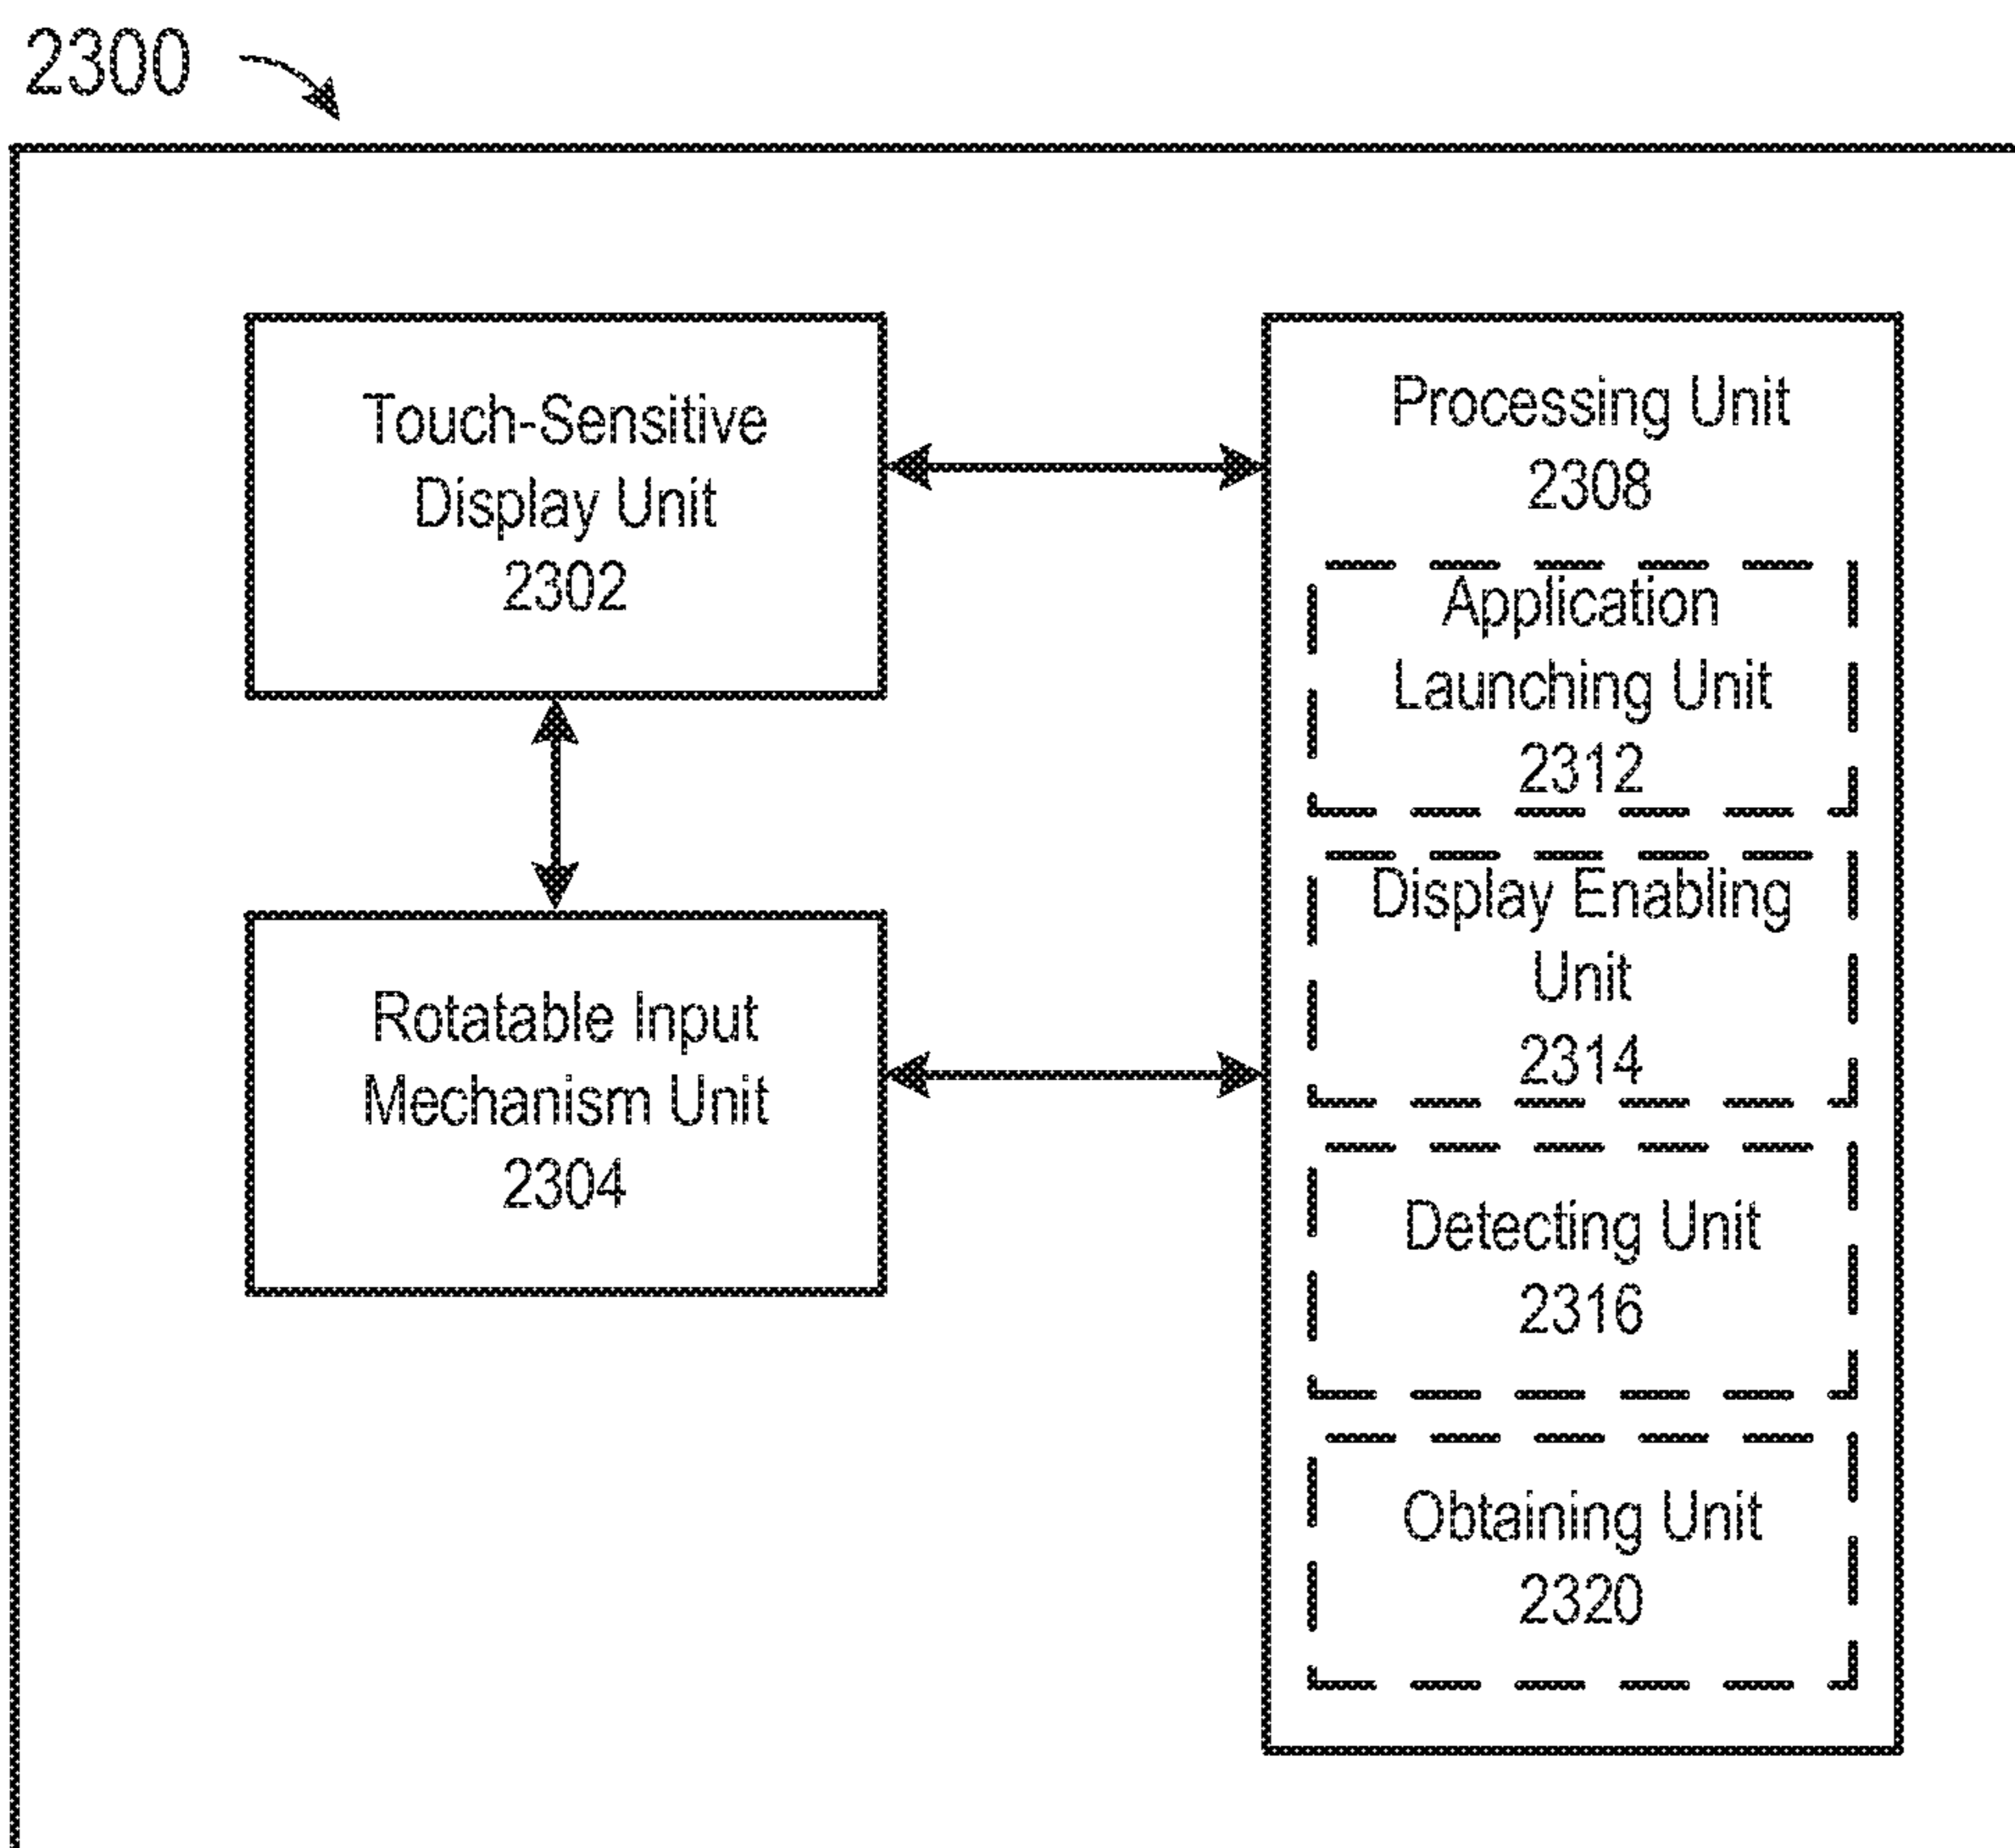 2300
Touch-Sensitive
Display Unit
2302
Rotatable Input
Mechanism Unit
2304
Processing Unit
2308
Application
Launching Unit
2312
Display Enabling
Unit
2314
Detecting Unit
2316
Obtaining Unit
2320